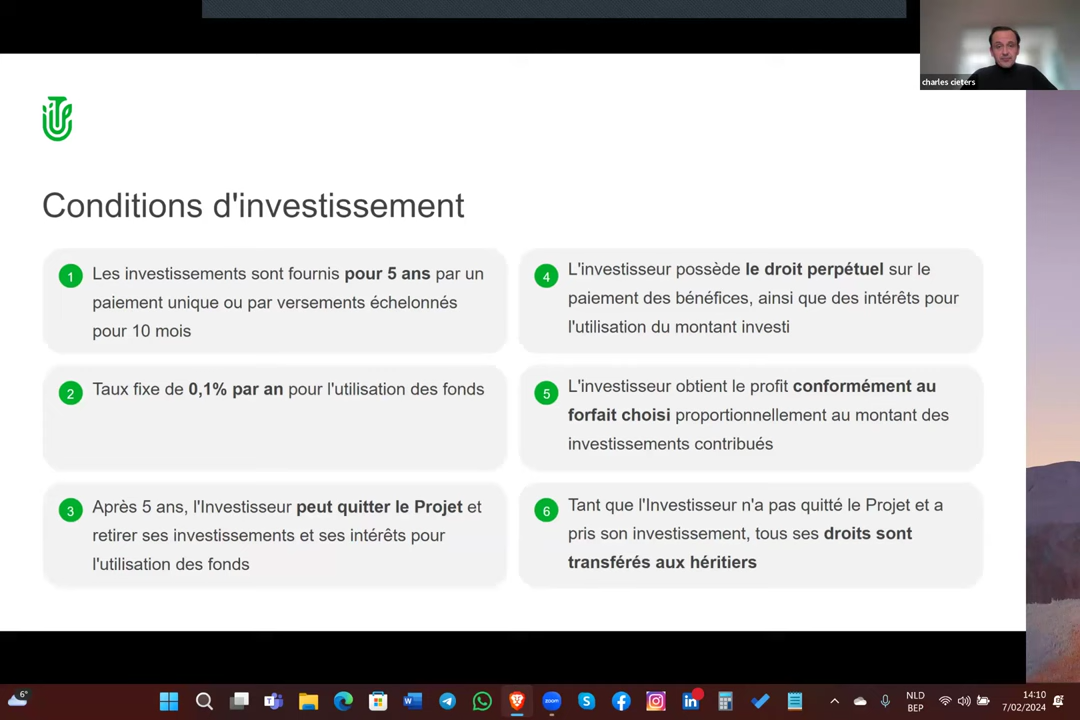 charles cieters
Conditions d'investissement
1
Les investissements sont fournis pour 5 ans par un
paiement unique ou par versements échelonnés
pour 10 mois
2
Taux fixe de 0,1% par an pour l'utilisation des fonds
3
Après 5 ans, l'Investisseur peut quitter le Projet et
retirer ses investissements et ses intérêts pour
l'utilisation des fonds
4
L'investisseur possède le droit perpétuel sur le
paiement des bénéfices, ainsi que des intérêts pour
l'utilisation du montant investi
5
L'investisseur obtient le profit conformément au
forfait choisi proportionnellement au montant des
investissements contribués
6
Tant que l'Investisseur n'a pas quitté le Projet et a
pris son investissement, tous ses droits sont
transférés aux héritiers
6°
zoom
NLD
BEP
14:10
7/02/2024